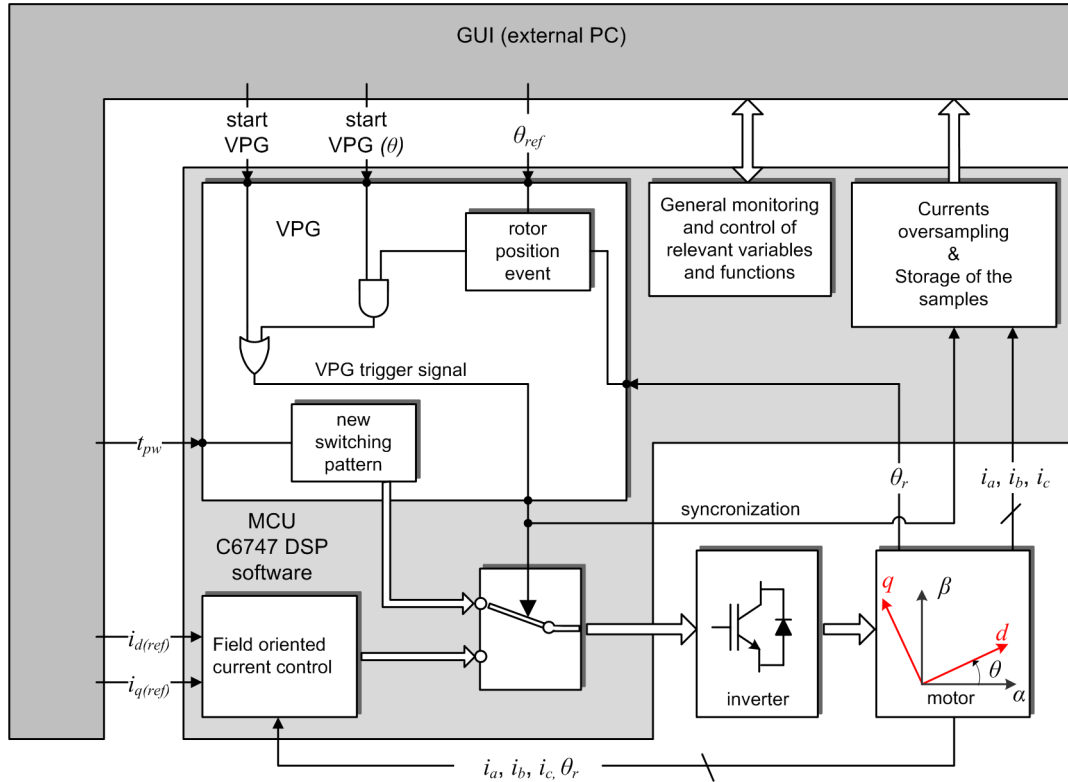 GUI (external PC)
start
VPG
start
VPG (θ)
θref
VPG
rotor
position
event
General monitoring
and control of
relevant variables
and functions
Currents
oversampling
&
Storage of the
samples
VPG trigger signal
new
switching
pattern
tpw
θr
ia, ib, ic
syncronization
MCU
C6747 DSP
software
Field oriented
current control
id(ref)
iq(ref)
inverter
q
β
d
θ
α
motor
ia, ib, ic, θr